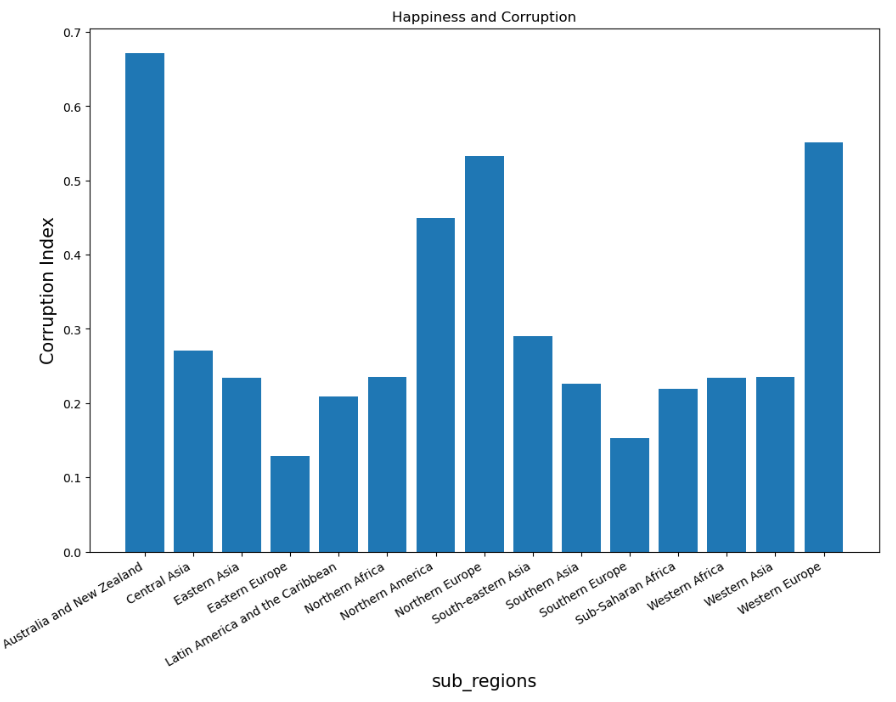 Happiness and Corruption
0.7
0.6
0.5
0.4
0.3
0.2
0.1
0.0
Corruption Index
Australia and New Zealand
Central Asia
Eastern Asia
Eastern Europe
Latin America and the Caribbean
Northern Africa
Northern America
Northern Europe
South-eastern Asia
Southern Asia
Southern Europe
Sub-Saharan Africa
Western Africa
Western Asia
Western Europe
sub_regions